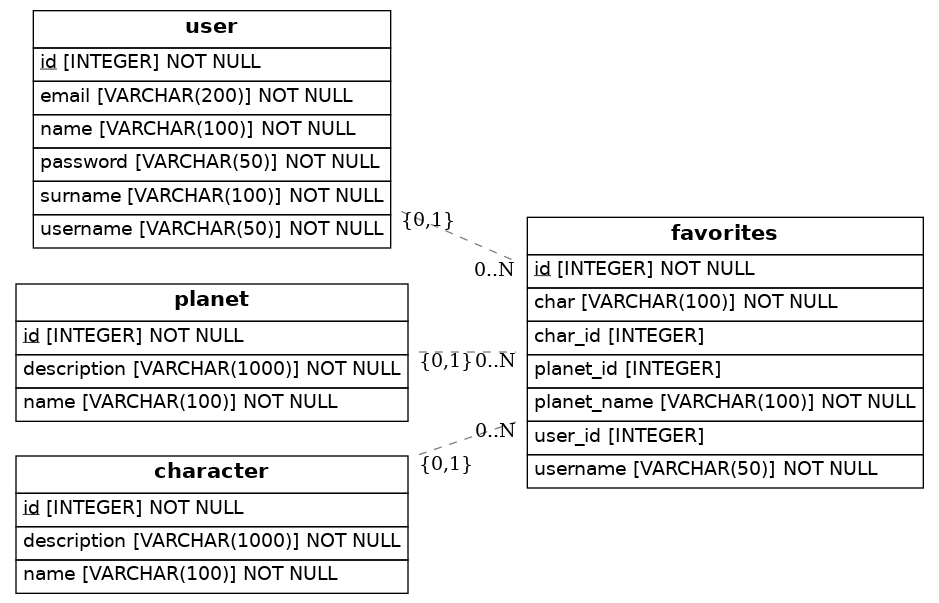 user
id [INTEGER] NOT NULL
email [VARCHAR(200)] NOT NULL
name [VARCHAR(100)] NOT NULL
password [VARCHAR(50)] NOT NULL
surname [VARCHAR(100)] NOT NULL
username [VARCHAR(50)] NOT NULL
{0,1}
0..N
planet
id [INTEGER] NOT NULL
description [VARCHAR(1000)] NOT NULL
name [VARCHAR(100)] NOT NULL
{0,1}
0..N
character
id [INTEGER] NOT NULL
description [VARCHAR(1000)] NOT NULL
name [VARCHAR(100)] NOT NULL
{0,1}
0..N
favorites
id [INTEGER] NOT NULL
char [VARCHAR(100)] NOT NULL
char_id [INTEGER]
planet_id [INTEGER]
planet_name [VARCHAR(100)] NOT NULL
user_id [INTEGER]
username [VARCHAR(50)] NOT NULL